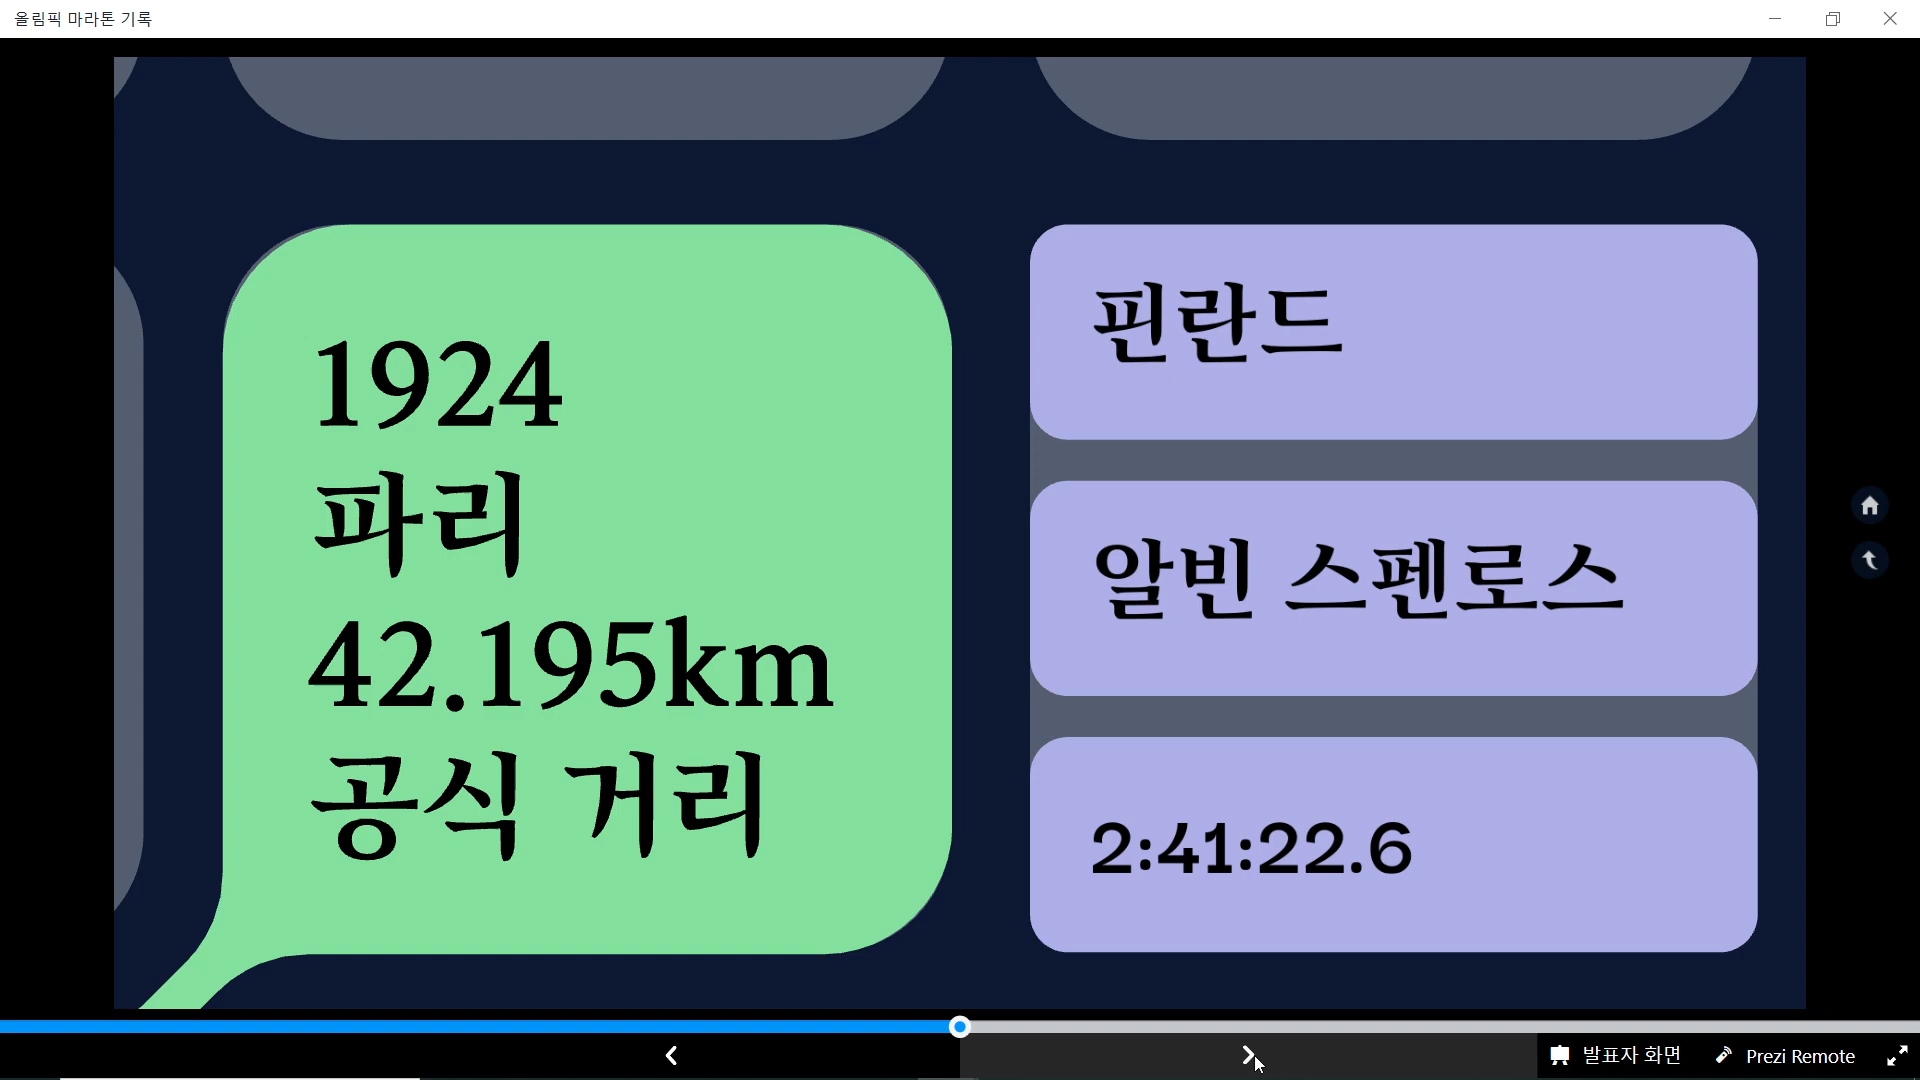 올림픽 마라톤 기록
1924
파리
42.195km
공식 거리
핀란드
알빈 스펜로스
2:41:22.6
발표자 화면
Prezi Remote